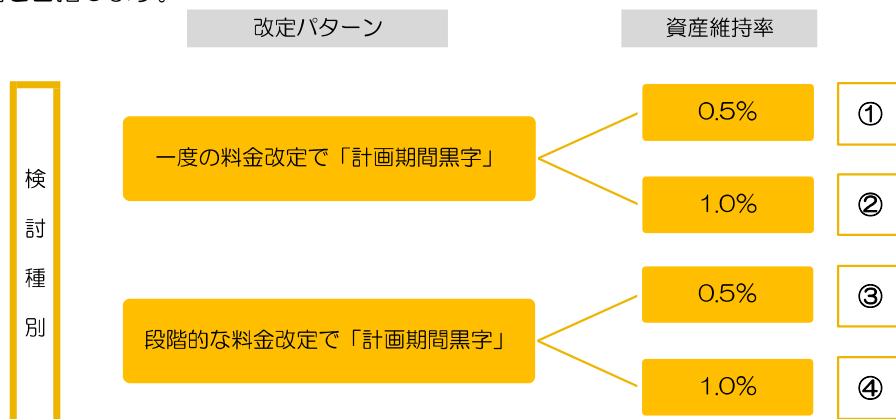 改定パターン
資産維持率
検討種別
一度の料金改定で「計画期間黒字」
0.5%
①
1.0%
②
段階的な料金改定で「計画期間黒字」
0.5%
③
1.0%
④